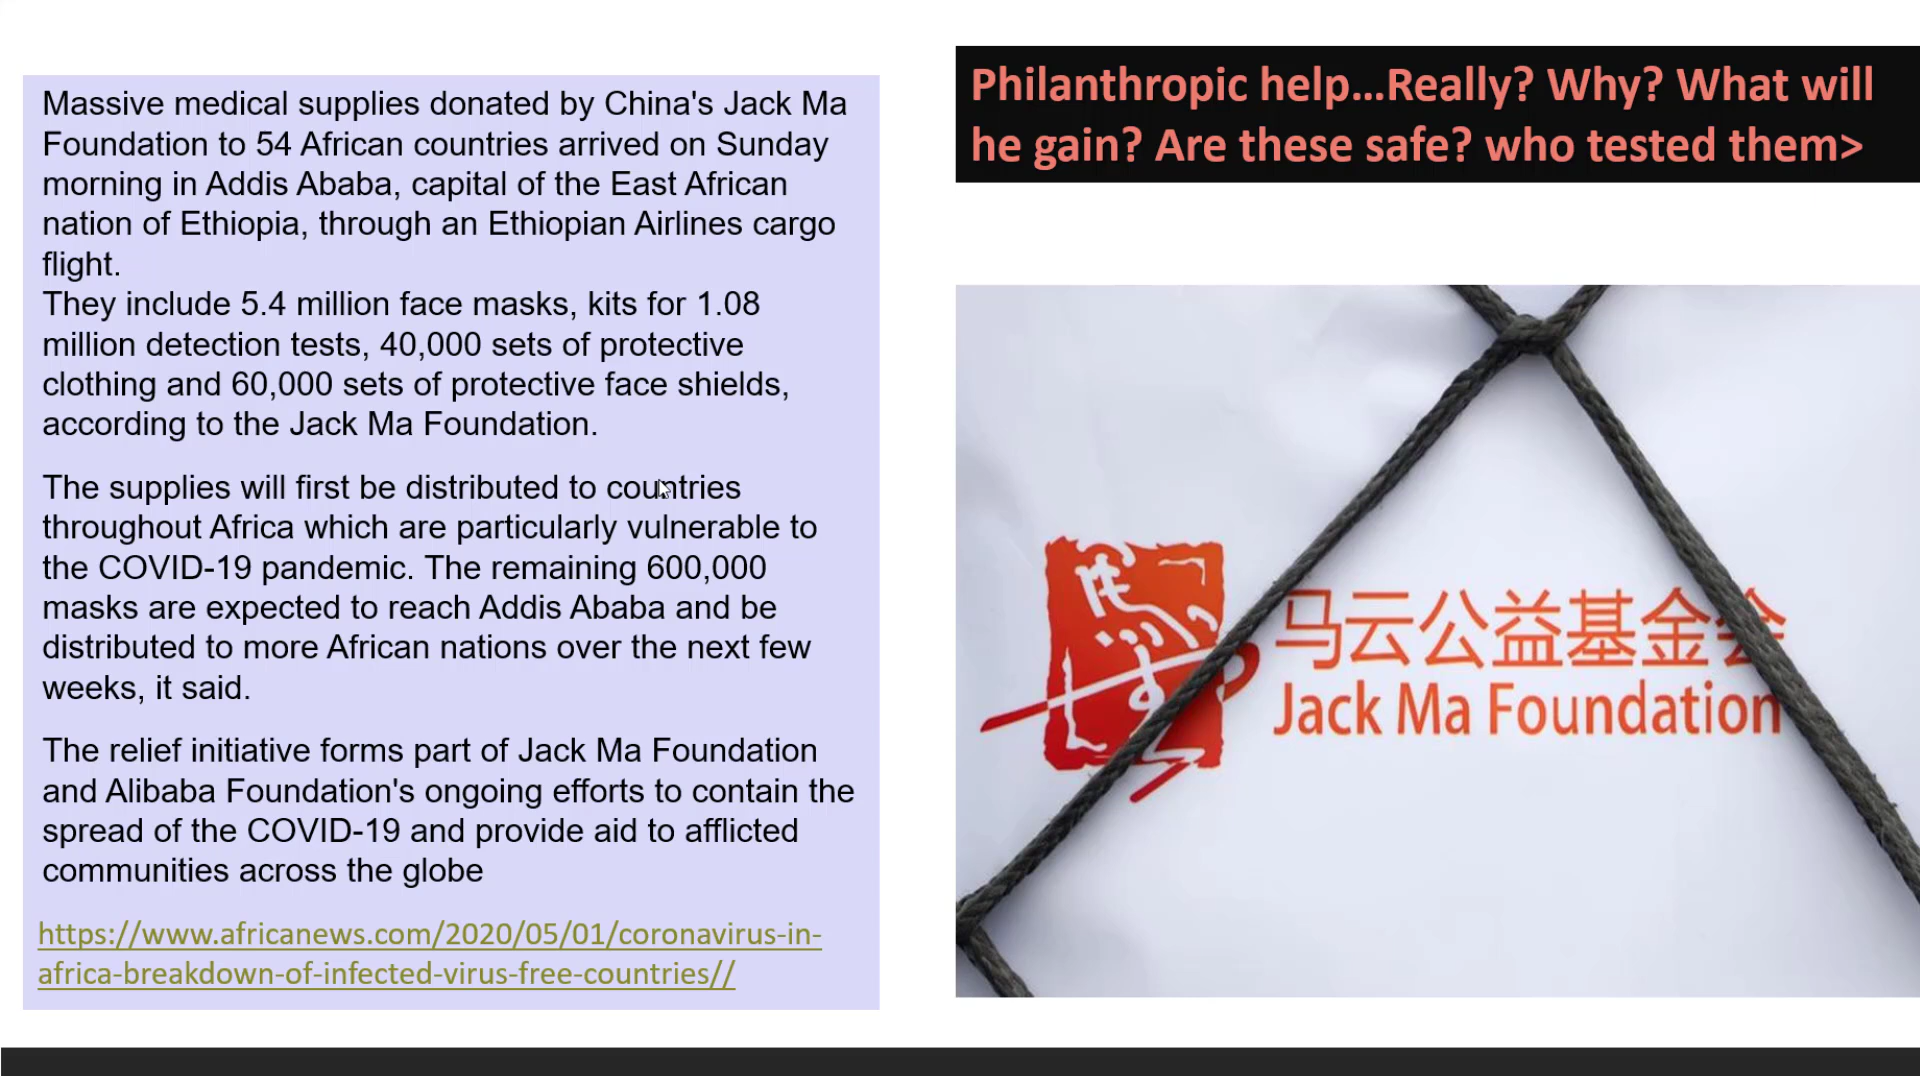 Massive medical supplies donated by China's Jack Ma
Foundation to 54 African countries arrived on Sunday
morning in Addis Ababa, capital of the East African
nation of Ethiopia, through an Ethiopian Airlines cargo
flight.
They include 5.4 million face masks, kits for 1.08
million detection tests, 40,000 sets of protective
clothing and 60,000 sets of protective face shields,
according to the Jack Ma Foundation.
The supplies will first be distributed to countries
throughout Africa which are particularly vulnerable to
the COVID-19 pandemic. The remaining 600,000
masks are expected to reach Addis Ababa and be
distributed to more African nations over the next few
weeks, it said.
The relief initiative forms part of Jack Ma Foundation
and Alibaba Foundation's ongoing efforts to contain the
spread of the COVID-19 and provide aid to afflicted
communities across the globe
https://www.africanews.com/2020/05/01/coronavirus-in-
africa-breakdown-of-infected-virus-free-countries//
Philanthropic help...Really? Why? What will
he gain? Are these safe? who tested them>
马云公益基金会
Jack Ma Foundation